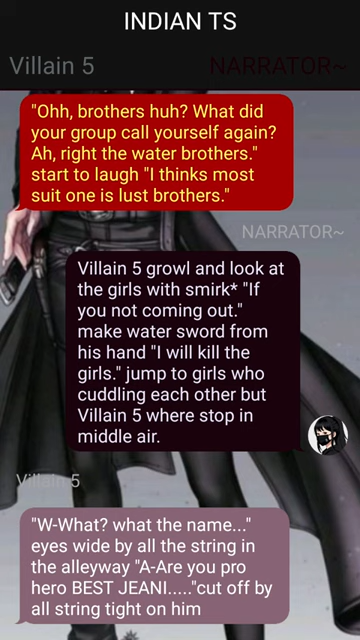 INDIAN TS
Villain 5
NARRATOR~
"Ohh, brothers huh? What did
your group call yourself again?
Ah, right the water brothers."
start to laugh "I thinks most
suit one is lust brothers."
NARRATOR~
Villain 5 growl and look at
the girls with smirk* "If
you not coming out."
make water sword from
his hand "I will kill the
girls." jump to girls who
cuddling each other but
Villain 5 where stop in
middle air.
Villain 5
"W-What? what the name..."
eyes wide by all the string in
the alleyway "A-Are you pro
hero BEST JEANI....."cut off by
all string tight on him